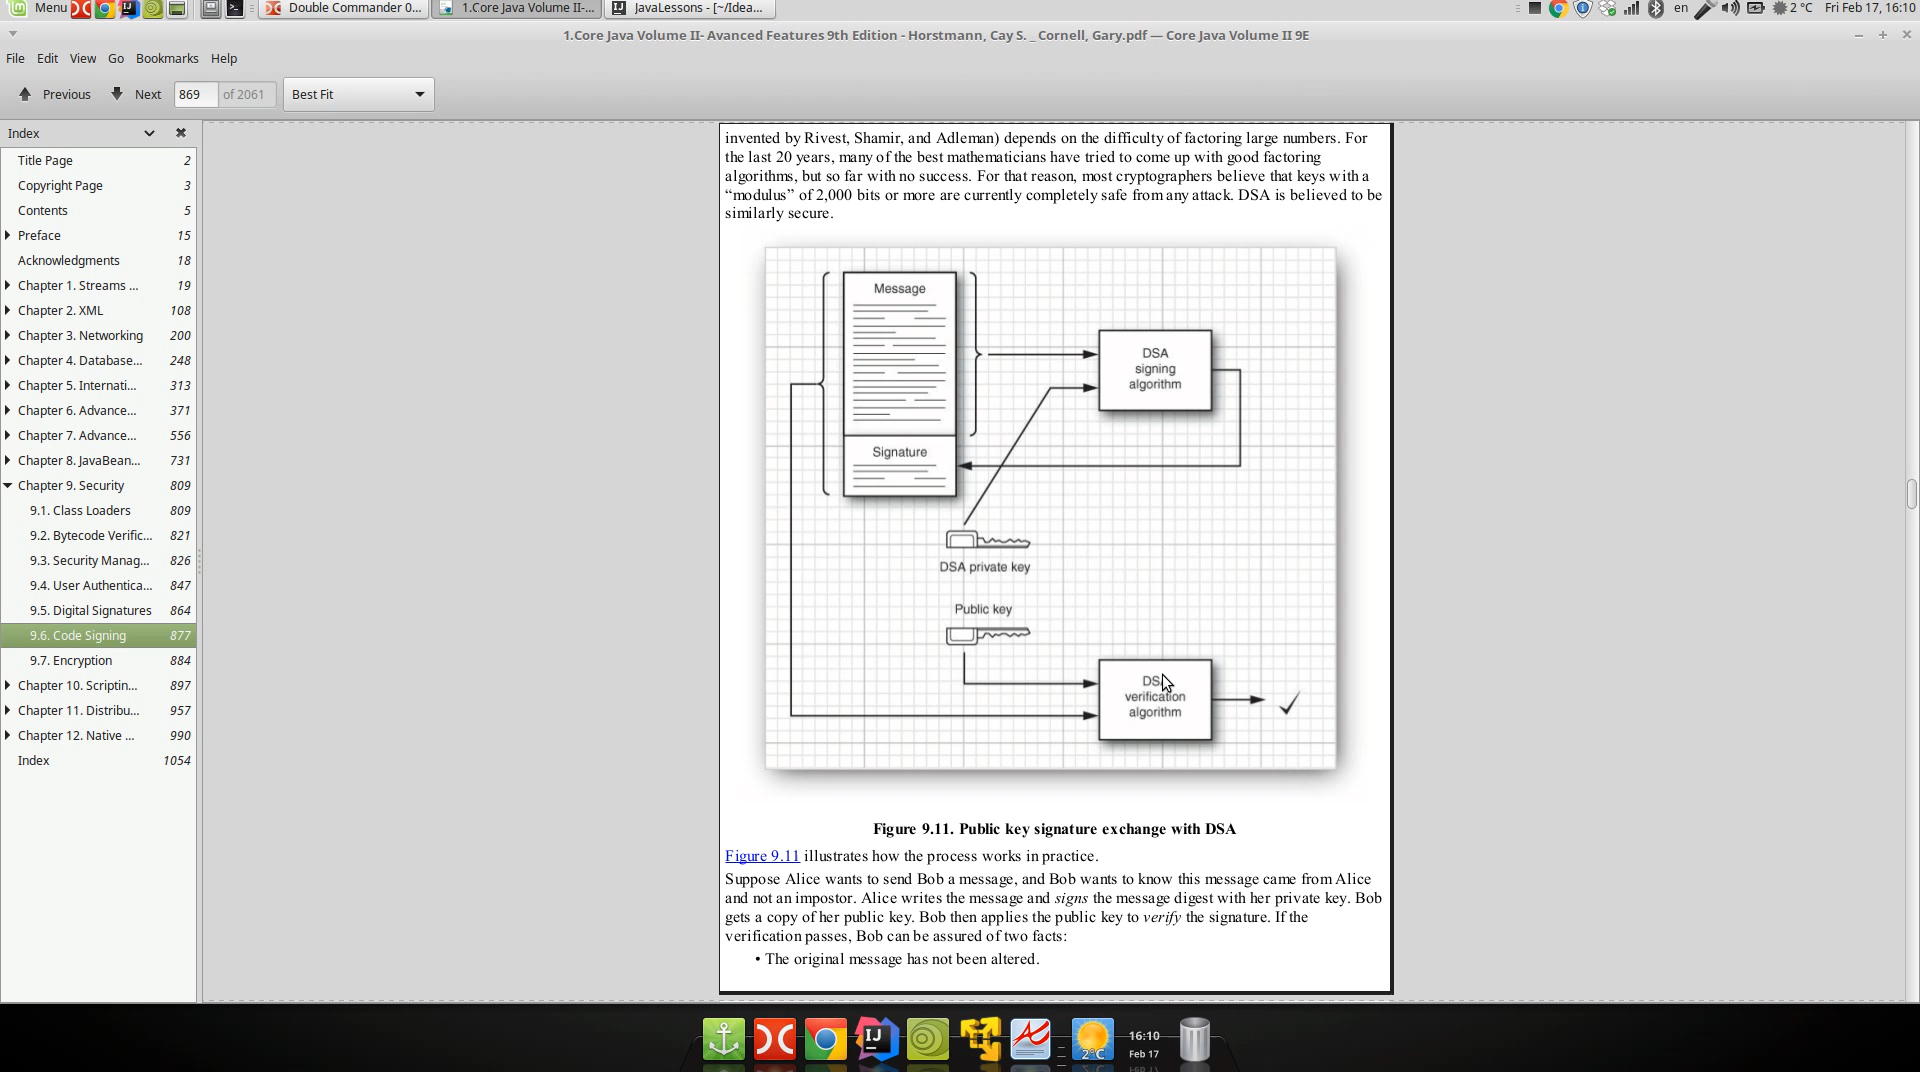 Menu
Double Commander 0...
1.Core Java Volume II-...
JavaLessons - [~/Idea...
en
2 °C
Fri Feb 17, 16:10
1.Core Java Volume II- Avanced Features 9th Edition - Horstmann, Cay S. _ Cornell, Gary.pdf — Core Java Volume II 9E
File Edit View Go Bookmarks Help
Previous Next 869 of 2061 Best Fit
Index
Title Page 2
Copyright Page 3
Contents 5
Preface 15
Acknowledgments 18
Chapter 1. Streams ... 19
Chapter 2. XML 108
Chapter 3. Networking 200
Chapter 4. Database... 248
Chapter 5. Internati... 313
Chapter 6. Advance... 371
Chapter 7. Advance... 556
Chapter 8. JavaBean... 731
Chapter 9. Security 809
9.1. Class Loaders 809
9.2. Bytecode Verific... 821
9.3. Security Manag... 826
9.4. User Authentica... 847
9.5. Digital Signatures 864
9.6. Code Signing 877
9.7. Encryption 884
Chapter 10. Scriptin... 897
Chapter 11. Distribu... 957
Chapter 12. Native ... 990
Index 1054
invented by Rivest, Shamir, and Adleman) depends on the difficulty of factoring large numbers. For
the last 20 years, many of the best mathematicians have tried to come up with good factoring
algorithms, but so far with no success. For that reason, most cryptographers believe that keys with a
“modulus” of 2,000 bits or more are currently completely safe from any attack. DSA is believed to be
similarly secure.
Message
DSA
signing
algorithm
Signature
DSA private key
Public key
DSA
verification
algorithm
Figure 9.11. Public key signature exchange with DSA
Figure 9.11 illustrates how the process works in practice.
Suppose Alice wants to send Bob a message, and Bob wants to know this message came from Alice
and not an impostor. Alice writes the message and signs the message digest with her private key. Bob
gets a copy of her public key. Bob then applies the public key to verify the signature. If the
verification passes, Bob can be assured of two facts:
• The original message has not been altered.
IJ
2°C
16:10
Feb 17